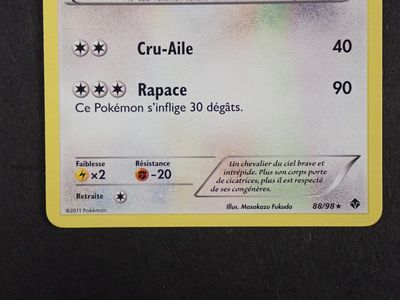 Cru-Aile 40
Rapace 90
Ce Pokémon s'inflige 30 dégâts.
Faiblesse Résistance
×2 -20
Retraite
Un chevalier du ciel brave et
intrépide. Plus son corps porte
de cicatrices, plus il est respecté
de ses congénères.
©2011 Pokémon Illus. Masakazu Fukuda 88/98